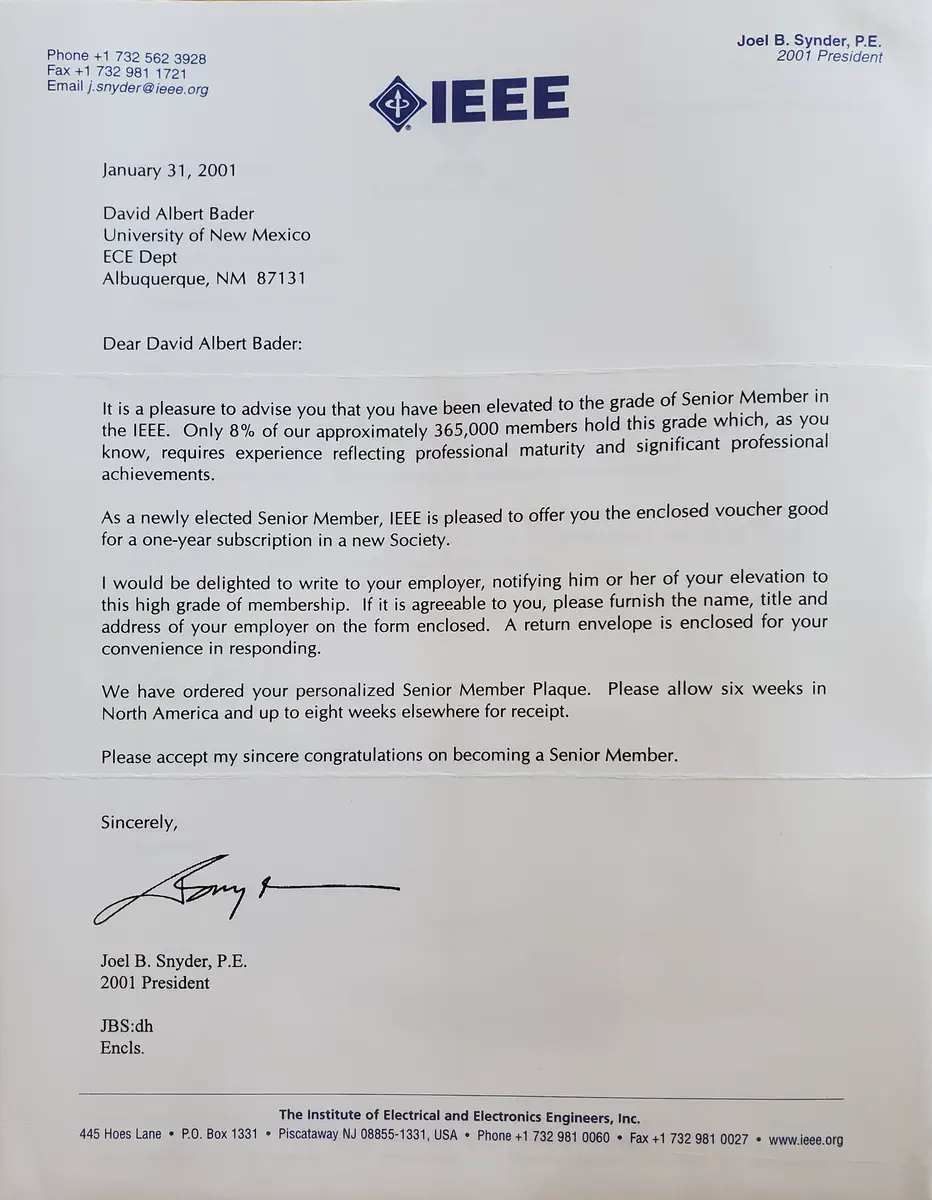 Phone +1 732 562 3928
Fax +1 732 981 1721
Email j.snyder@ieee.org
Joel B. Synder, P.E.
2001 President
IEEE
January 31, 2001
David Albert Bader
University of New Mexico
ECE Dept
Albuquerque, NM 87131
Dear David Albert Bader:
It is a pleasure to advise you that you have been elevated to the grade of Senior Member in
the IEEE. Only 8% of our approximately 365,000 members hold this grade which, as you
know, requires experience reflecting professional maturity and significant professional
achievements.
As a newly elected Senior Member, IEEE is pleased to offer you the enclosed voucher good
for a one-year subscription in a new Society.
I would be delighted to write to your employer, notifying him or her of your elevation to
this high grade of membership. If it is agreeable to you, please furnish the name, title and
address of your employer on the form enclosed. A return envelope is enclosed for your
convenience in responding.
We have ordered your personalized Senior Member Plaque. Please allow six weeks in
North America and up to eight weeks elsewhere for receipt.
Please accept my sincere congratulations on becoming a Senior Member.
Sincerely,
Joel B. Snyder, P.E.
2001 President
JBS:dh
Encls.
The Institute of Electrical and Electronics Engineers, Inc.
445 Hoes Lane • P.O. Box 1331 • Piscataway NJ 08855-1331, USA • Phone +1 732 981 0060 • Fax +1 732 981 0027 • www.ieee.org